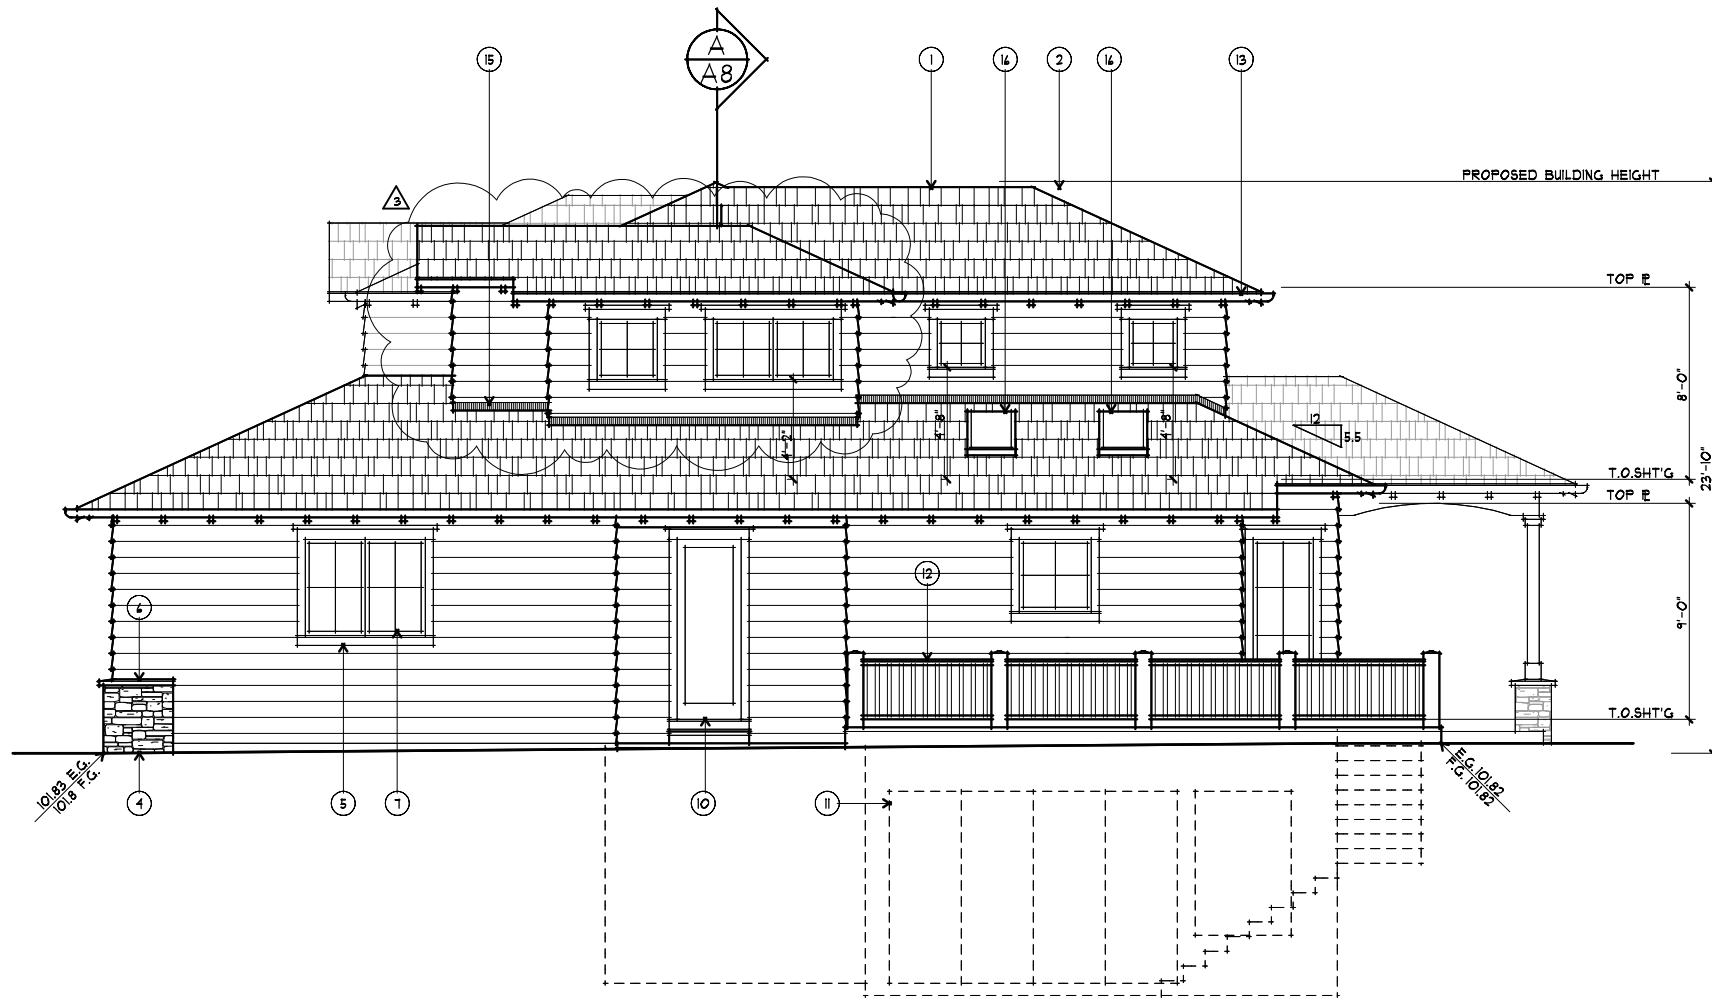 A
A8
15
1
16
2
16
13
3
PROPOSED BUILDING HEIGHT
TOP PL
8'-0"
12
5.5
4'-2"
4'-8"
4'-8"
T.O.SHT'G
TOP PL
23'-10"
12
6
9'-0"
T.O.SHT'G
101.83 E.G.
101.8 F.G.
E.G. 101.82
F.G. 101.82
4
5
7
10
11